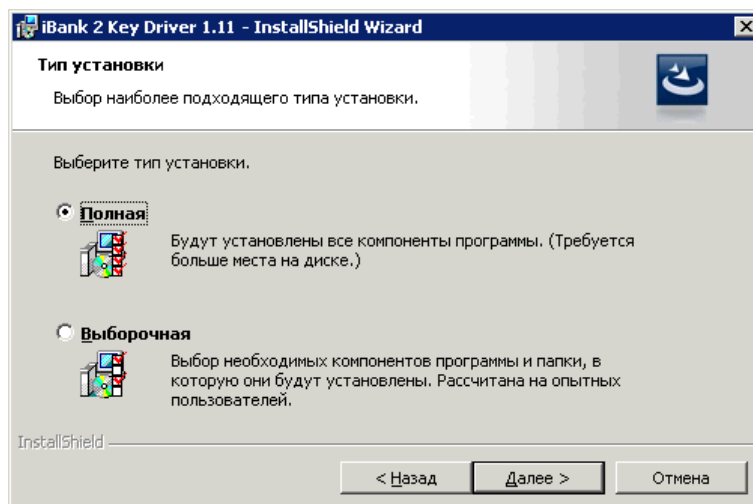 iBank 2 Key Driver 1.11 - InstallShield Wizard
Тип установки
Выбор наиболее подходящего типа установки.
Выберите тип установки.
Полная
Будут установлены все компоненты программы. (Требуется
больше места на диске.)
Выборочная
Выбор необходимых компонентов программы и папки, в
которую они будут установлены. Рассчитана на опытных
пользователей.
InstallShield
< Назад
Далее >
Отмена